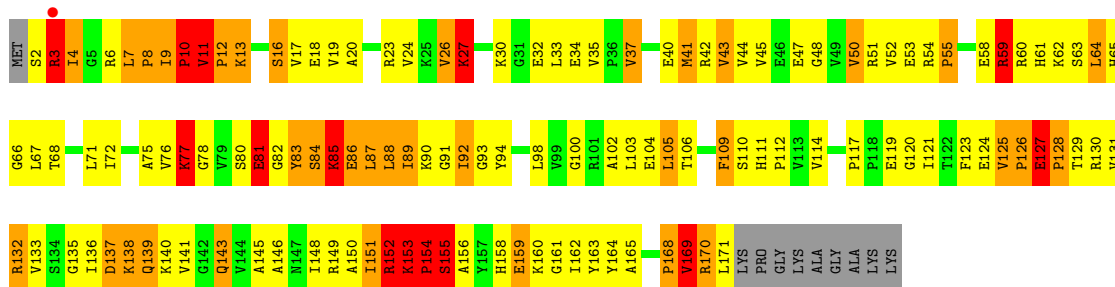 MET S2 R3 I4 G5 R6 L7 P8 I9 P10 V11 P12 K13 S16 V17 E18 V19 A20 R23 V24 K25 V26 K27 K30 G31 E32 L33 E34 V35 P36 V37 E40 M41 R42 V43 V44 V45 E46 E47 G48 V49 V50 R51 V52 E53 R54 P55 E58 R59 R60 H61 K62 S63 L64 H65
G66 L67 T68 L71 I72 A75 V76 K77 G78 V79 S80 E81 G82 Y83 S84 K85 E86 L87 L88 I89 K90 G91 I92 G93 Y94 L98 V99 G100 R101 A102 L103 E104 L105 T106 F109 S110 H111 P112 V113 V114 P117 P118 E119 G120 I121 T122 F123 E124 V125 P126 E127 P128 T129 R130 V131
R132 V133 S134 G135 I136 D137 K138 Q139 K140 V141 G142 Q143 V144 A145 A146 N147 I148 R149 A150 I151 R152 K153 P154 S155 A156 Y157 H158 E159 K160 G161 I162 Y163 Y164 A165 P168 V169 R170 L171 LYS PRO GLY LYS ALA GLY ALA LYS LYS